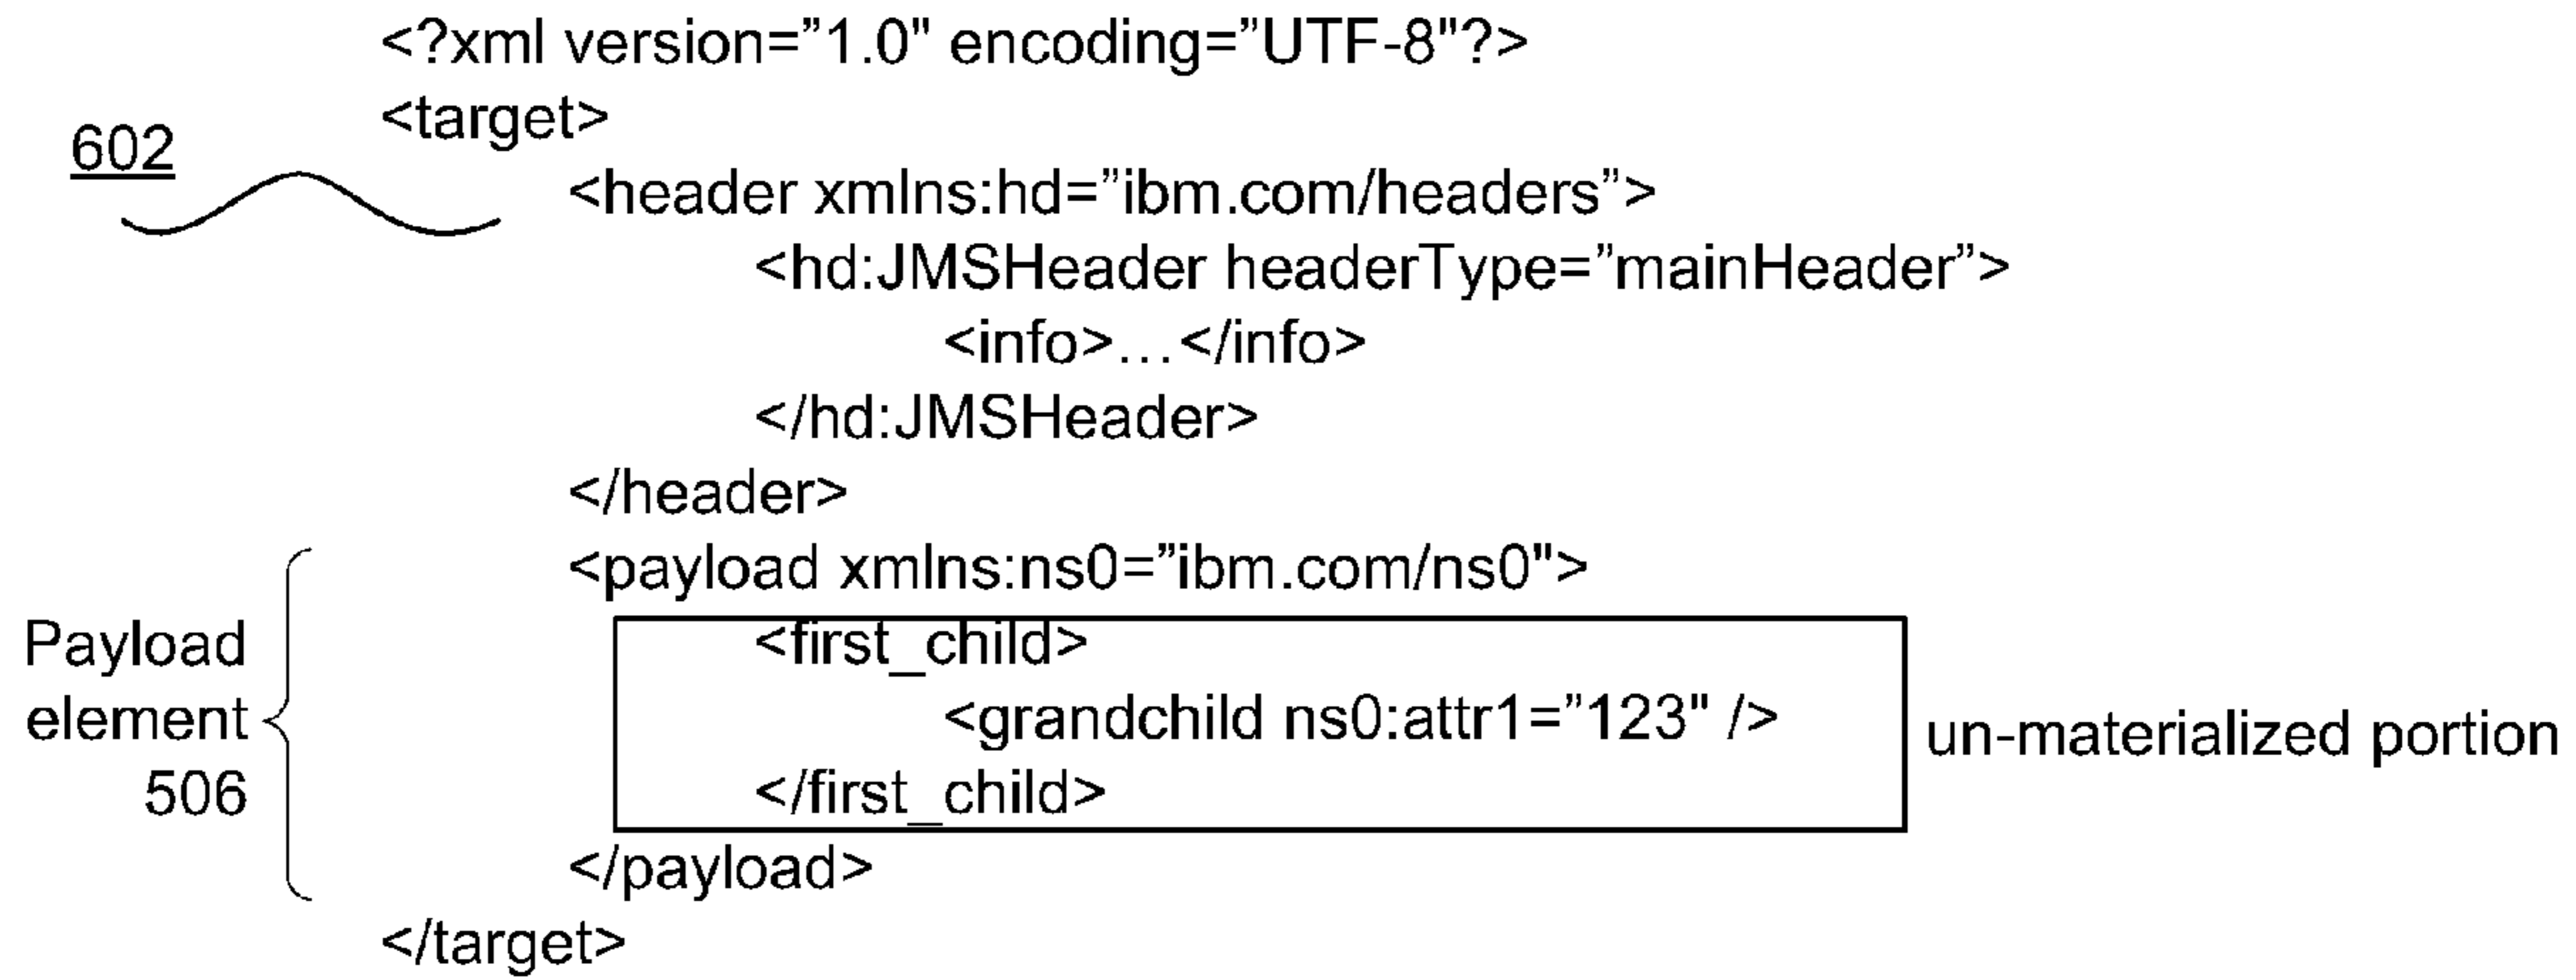 <?xml version=”1.0" encoding=”UTF-8"?>
<target>
602
<header xmlns:hd=”ibm.com/headers”>
<hd:JMSHeader headerType=”mainHeader”>
<info>…</info>
</hd:JMSHeader>
</header>
<payload xmlns:ns0=”ibm.com/ns0">
Payload
element
506
<first_child>
<grandchild ns0:attr1=”123" />
</first_child>
un-materialized portion
</payload>
</target>